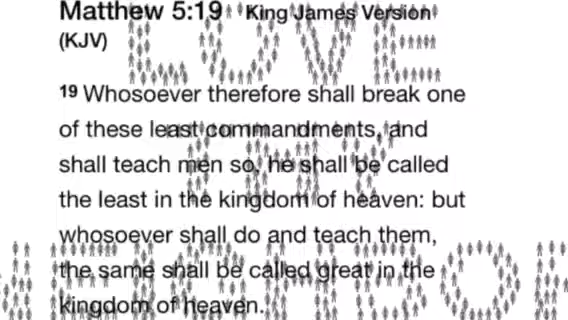 Matthew 5:19 King James Version
(KJV)
19 Whosoever therefore shall break one
of these least commandments, and
shall teach men so, he shall be called
the least in the kingdom of heaven: but
whosoever shall do and teach them,
the same shall be called great in the
kingdom of heaven.
LOVE
NEIGHBOR